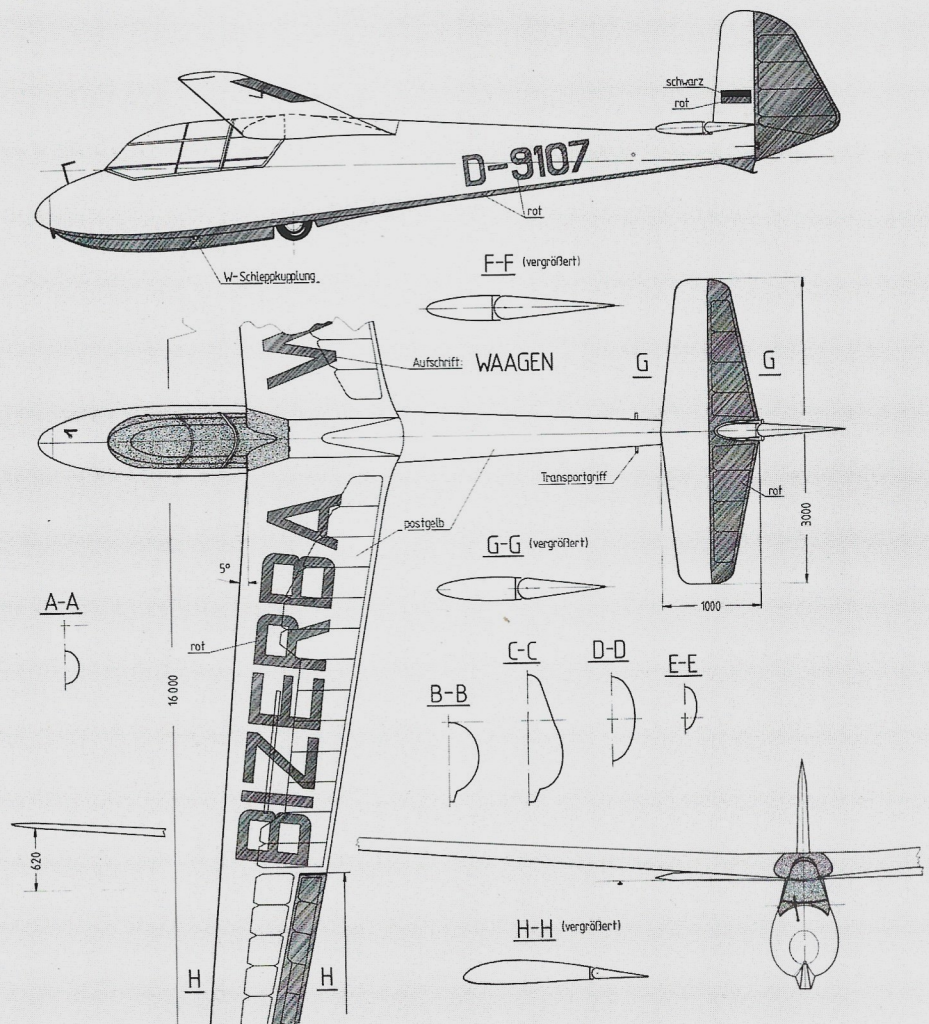 schwarz
rot
D-9107
rot
W-Schleppkupplung
F-F (vergrößert)
W
Aufschrift: WAAGEN
G
G
1
Transportgriff
rot
postgelb
3000
G-G (vergrößert)
5°
1000
A-A
rot
16000
B-B
C-C
D-D
E-E
BIZERBA
620
H-H (vergrößert)
H
H